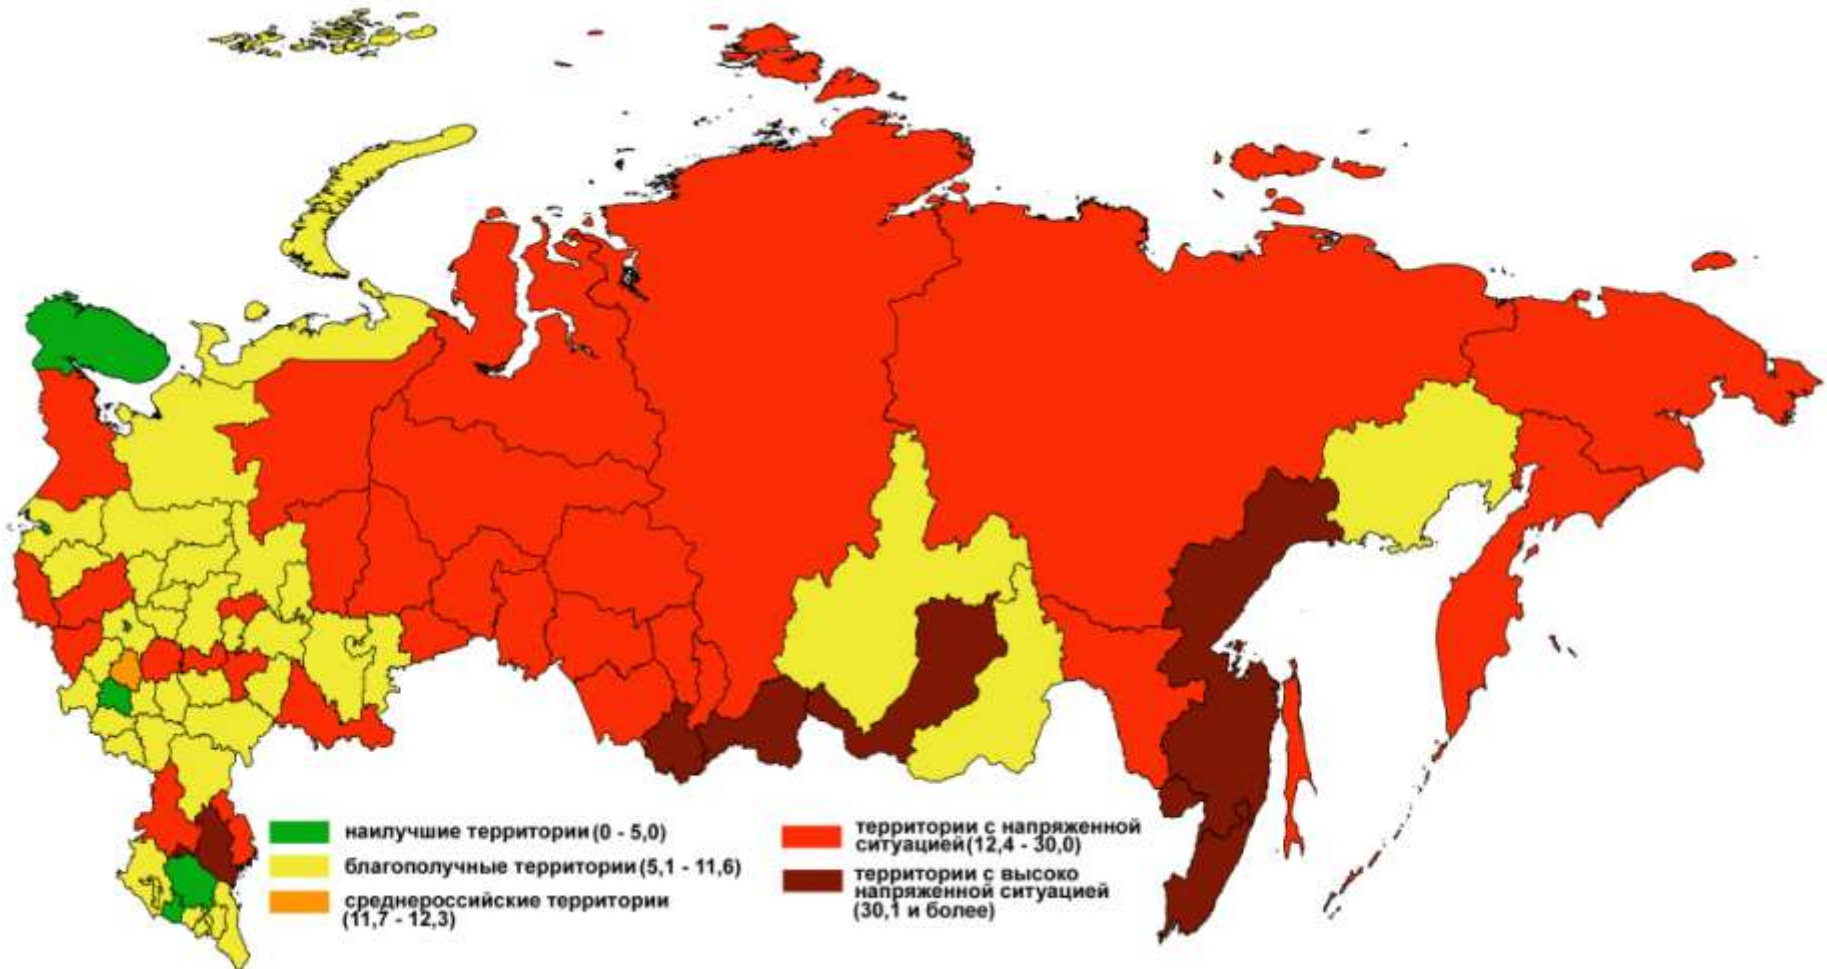 наилучшие территории (0 - 5,0)
благополучные территории (5,1 - 11,6)
среднероссийские территории
(11,7 - 12,3)
территории с напряженной
ситуацией (12,4 - 30,0)
территории с высоко
напряженной ситуацией
(30,1 и более)